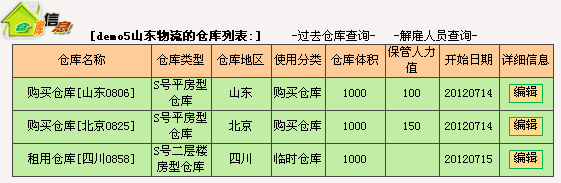 仓库信息
[demo5山东物流的仓库列表:] -过去仓库查询- -解雇人员查询-
仓库名称 仓库类型 仓库地区 使用分类 仓库体积 保管人力值 开始日期 详细信息
购买仓库[山东0806] S号平房型仓库 山东 购买仓库 1000 100 20120714 编辑
购买仓库[北京0825] S号平房型仓库 北京 购买仓库 1000 150 20120714 编辑
租用仓库[四川0858] S号二层楼房型仓库 四川 临时仓库 1000 20120715 编辑